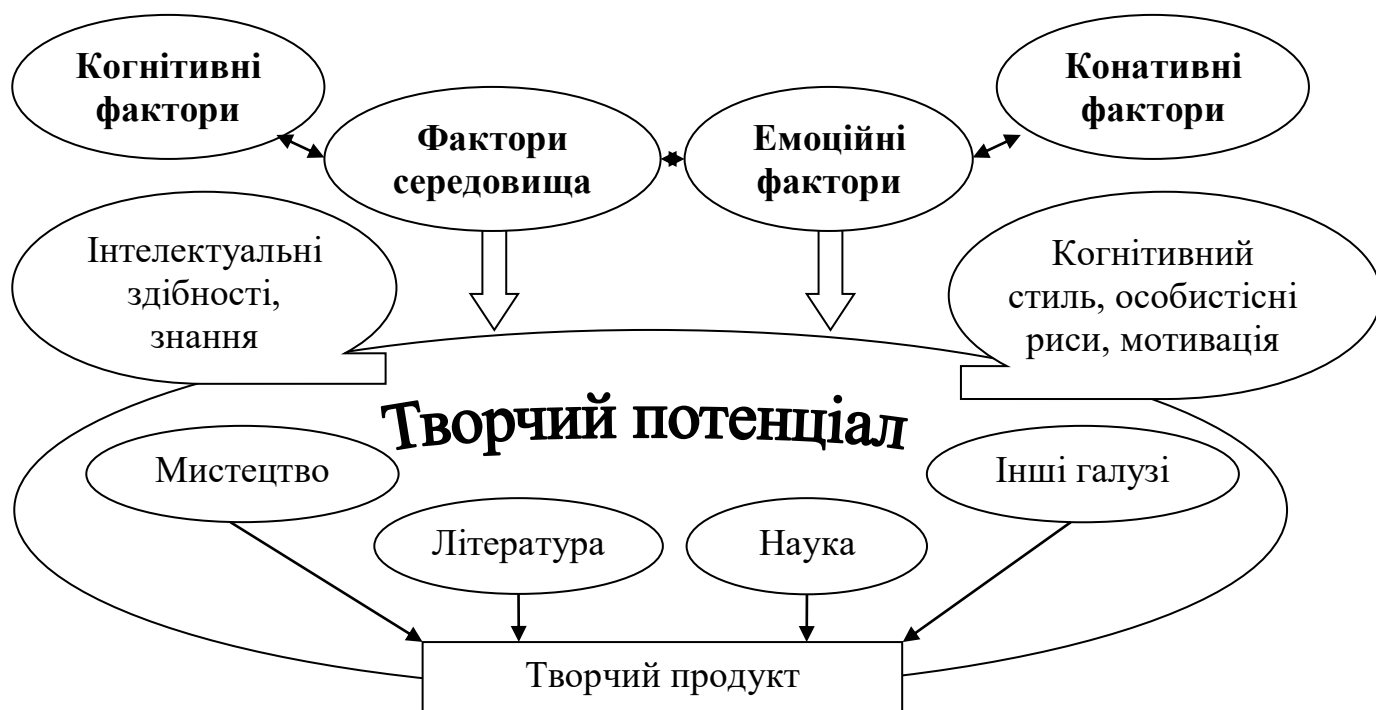 Когнітивні
фактори
Фактори
середовища
Емоційні
фактори
Конативні
фактори
Інтелектуальні
здібності,
знання
Когнітивний
стиль, особистісні
риси, мотивація
Творчий потенціал
Мистецтво
Література
Наука
Інші галузі
Творчий продукт